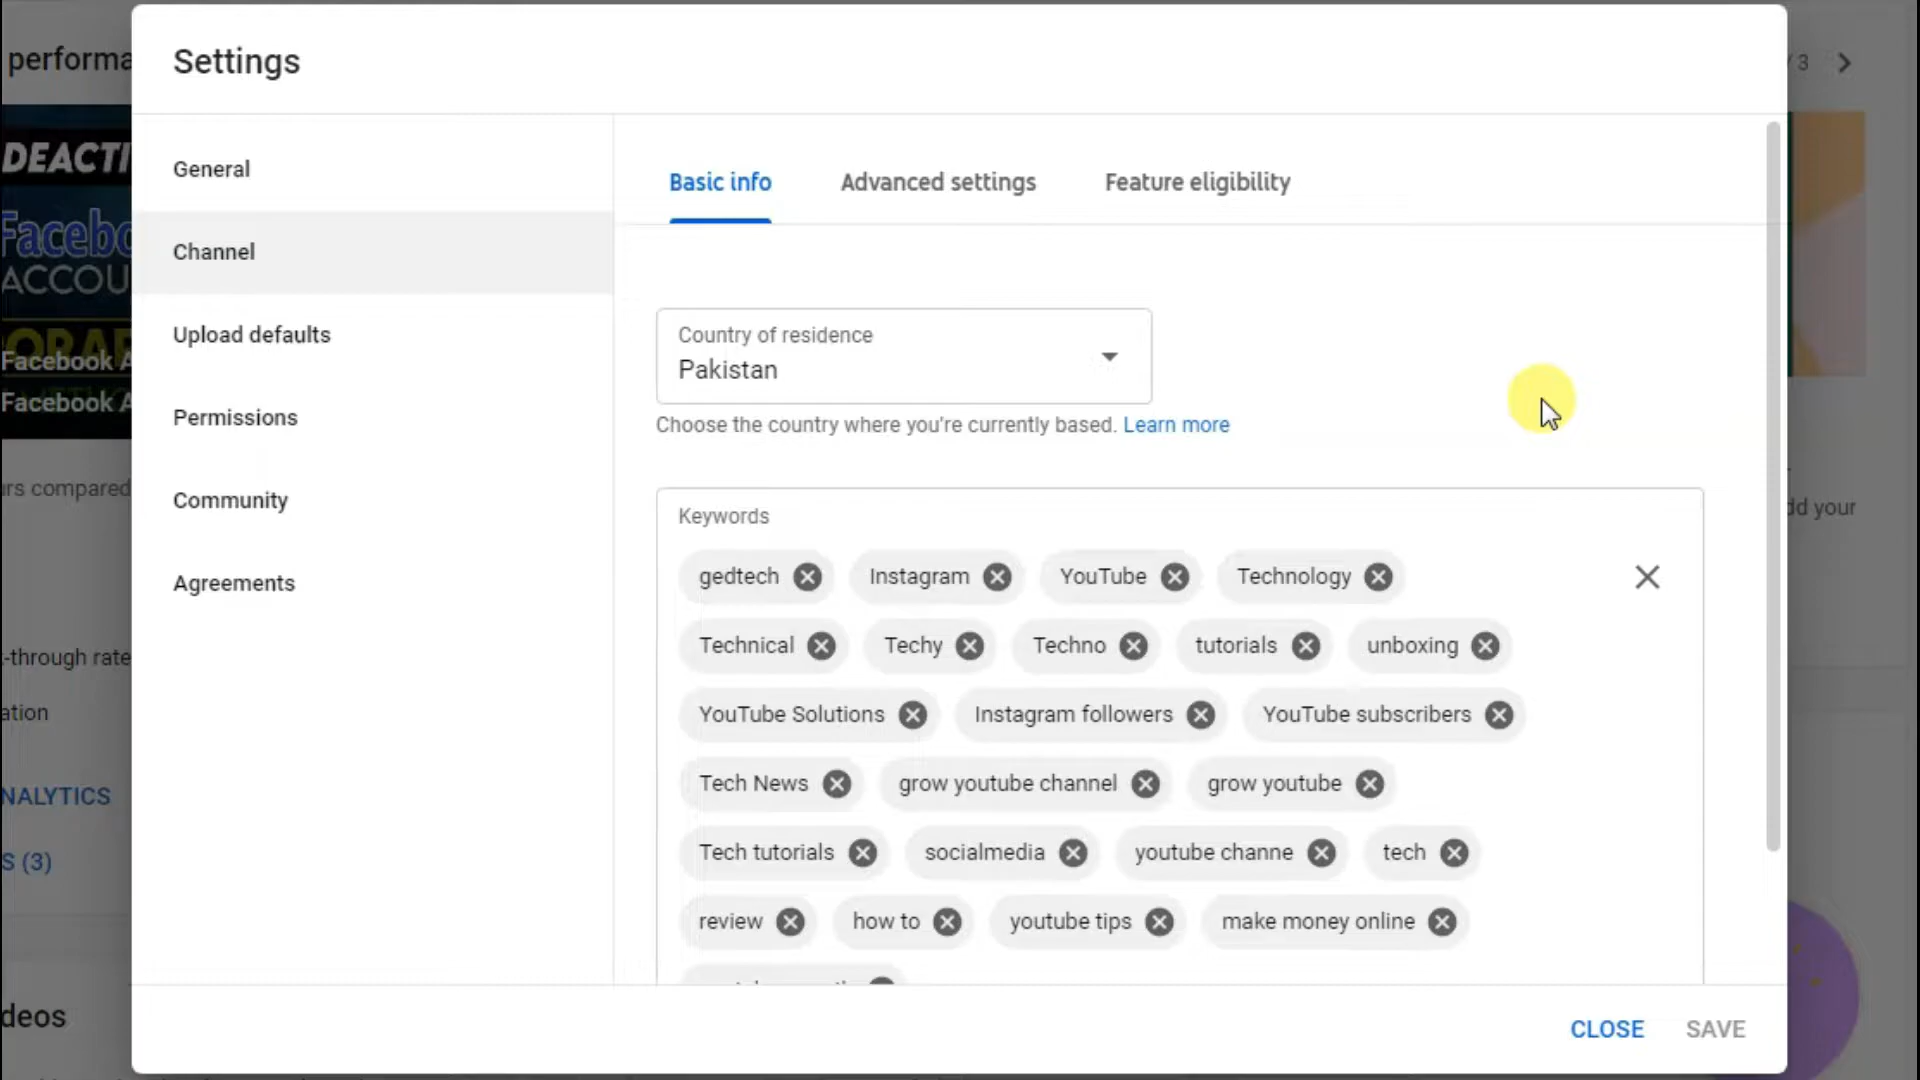 performa
Settings
/ 3
DEACTI
General
Basic info
Advanced settings
Feature eligibility
Facebo
ACCOU
Channel
Upload defaults
Country of residence
Pakistan
Facebook A
Facebook A
Permissions
Choose the country where you're currently based. Learn more
urs compared
Community
Keywords
dd your
gedtech
Instagram
YouTube
Technology
Agreements
Technical
Techy
Techno
tutorials
unboxing
-through rate
ation
YouTube Solutions
Instagram followers
YouTube subscribers
Tech News
grow youtube channel
grow youtube
NALYTICS
Tech tutorials
socialmedia
youtube channe
tech
S (3)
review
how to
youtube tips
make money online
deos
CLOSE
SAVE